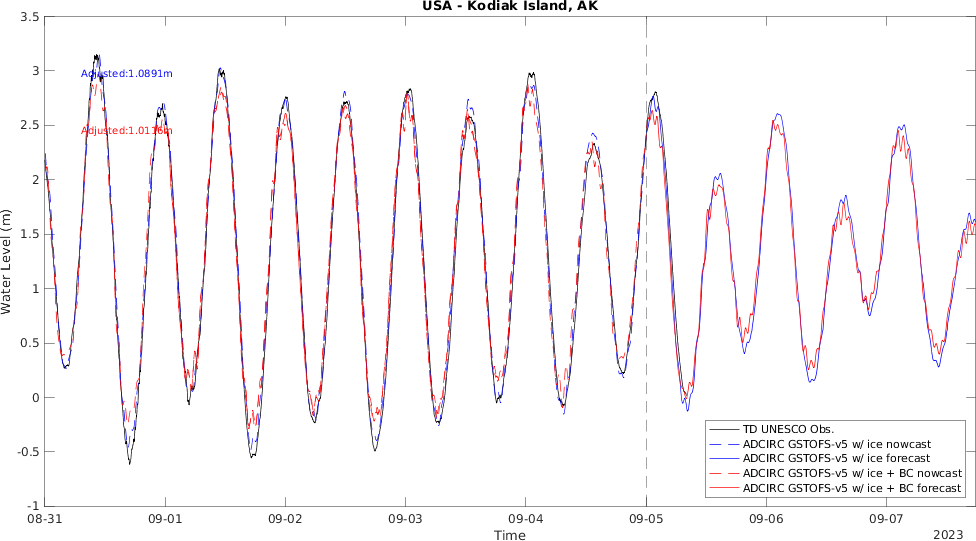 USA - Kodiak Island, AK
3.5
3
2.5
2
1.5
1
0.5
0
-0.5
-1
Water Level (m)
Adjusted:1.0891m
Adjusted:1.0116m
TD UNESCO Obs.
ADCIRC GSTOFS-v5 w/ ice nowcast
ADCIRC GSTOFS-v5 w/ ice forecast
ADCIRC GSTOFS-v5 w/ ice + BC nowcast
ADCIRC GSTOFS-v5 w/ ice + BC forecast
08-31 09-01 09-02 09-03 09-04 09-05 09-06 09-07
Time
2023